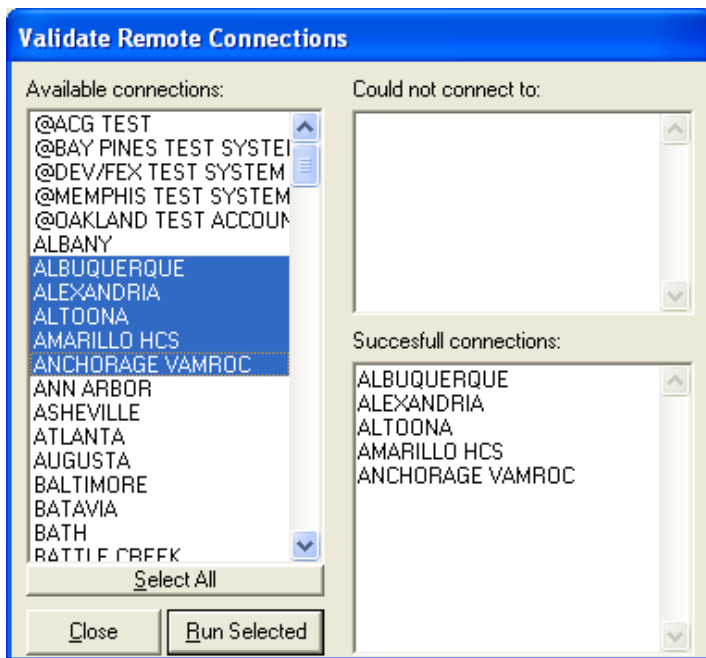 Validate Remote Connections
Available connections:
@ACG TEST
@BAY PINES TEST SYSTEI
@DEV/FEX TEST SYSTEM
@MEMPHIS TEST SYSTEM
@OAKLAND TEST ACCOUN
ALBANY
ALBUQUERQUE
ALEXANDRIA
ALTOONA
AMARILLO HCS
ANCHORAGE VAMROC
ANN ARBOR
ASHEVILLE
ATLANTA
AUGUSTA
BALTIMORE
BATAVIA
BATH
BATTLE CREEK
Select All
Close
Run Selected
Could not connect to:
Succesfull connections:
ALBUQUERQUE
ALEXANDRIA
ALTOONA
AMARILLO HCS
ANCHORAGE VAMROC